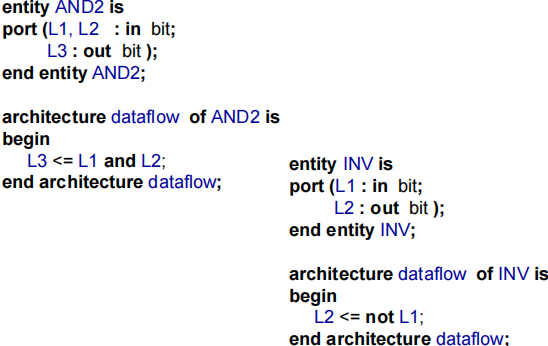 entity AND2 is
port (L1, L2 : in bit;
L3 : out bit );
end entity AND2;
architecture dataflow of AND2 is
begin
L3 <= L1 and L2;
end architecture dataflow;
entity INV is
port (L1 : in bit;
L2 : out bit );
end entity INV;
architecture dataflow of INV is
begin
L2 <= not L1;
end architecture dataflow;